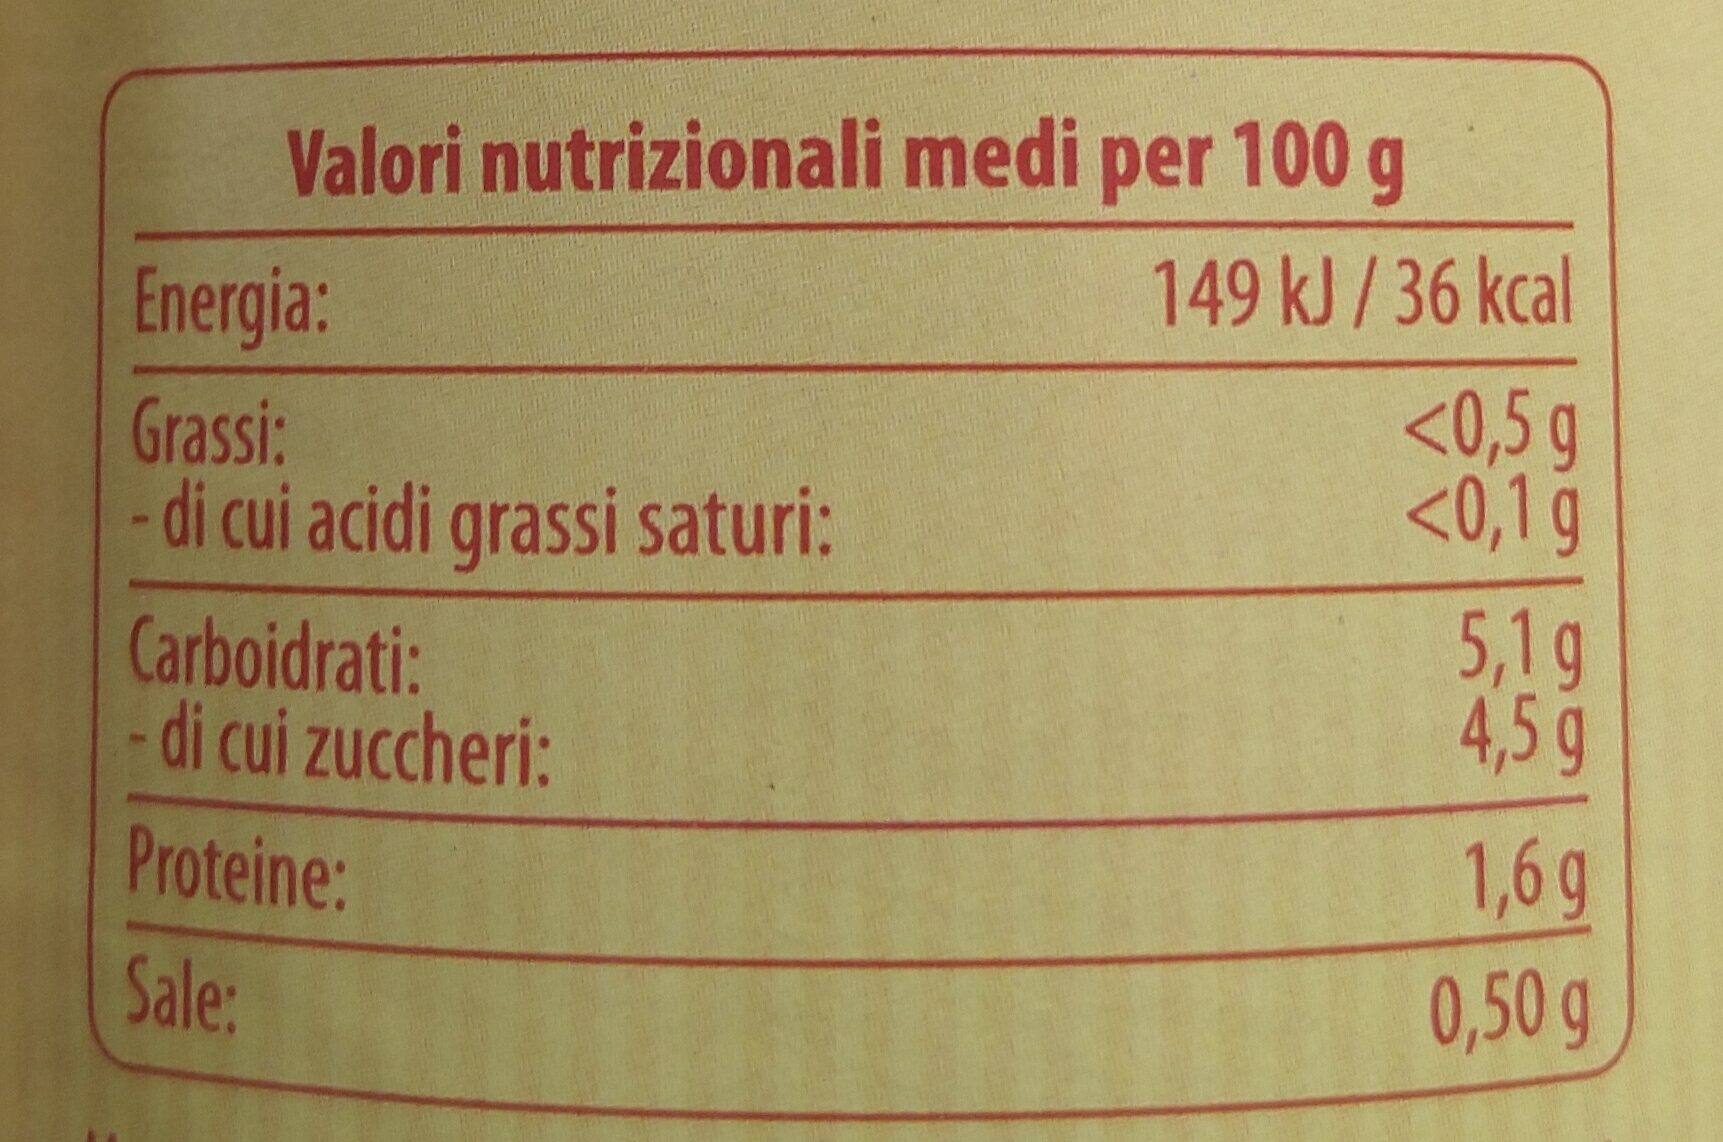 Valori nutrizionali medi per 100 g
Energia: 149 kJ / 36 kcal
Grassi: <0,5 g
- di cui acidi grassi saturi: <0,1 g
Carboidrati: 5,1 g
- di cui zuccheri: 4,5 g
Proteine: 1,6 g
Sale: 0,50 g